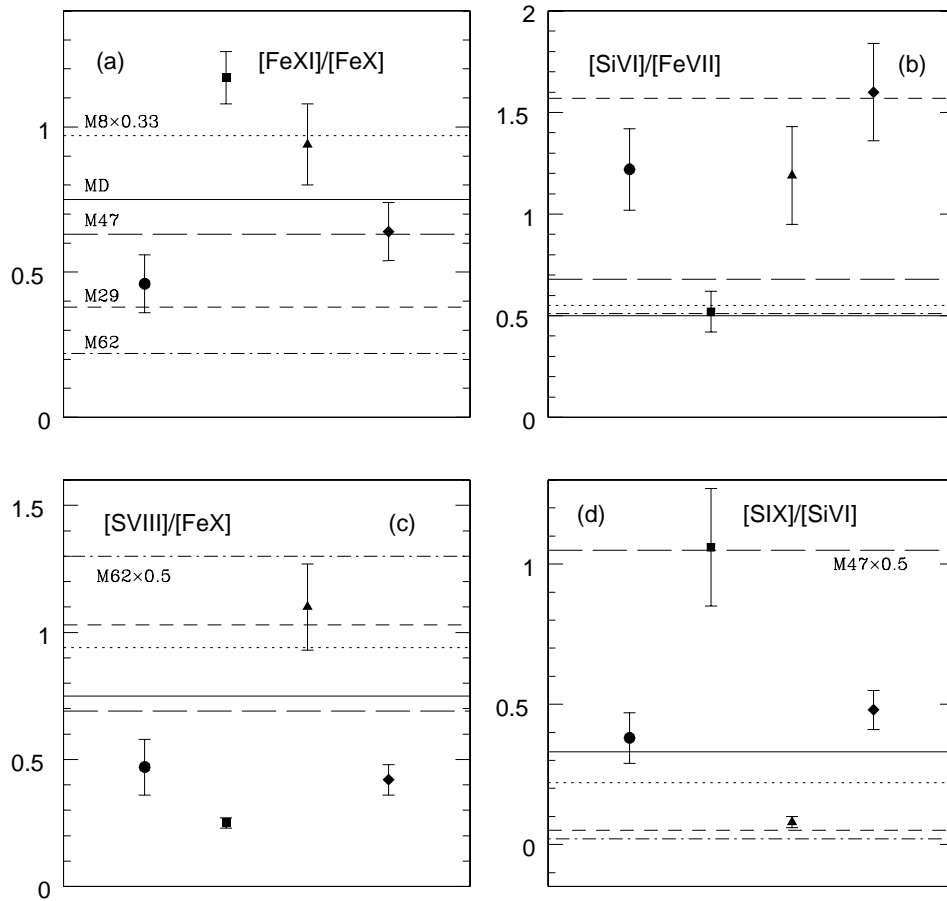 (a) [FeXI]/[FeX]
1
0.5
0
M8×0.33
MD
M47
M29
M62
[SiVI]/[FeVII] (b)
2
1.5
1
0.5
0
[SVIII]/[FeX] (c)
1.5
1
0.5
0
M62×0.5
(d) [SIX]/[SiVI]
1
0.5
0
M47×0.5